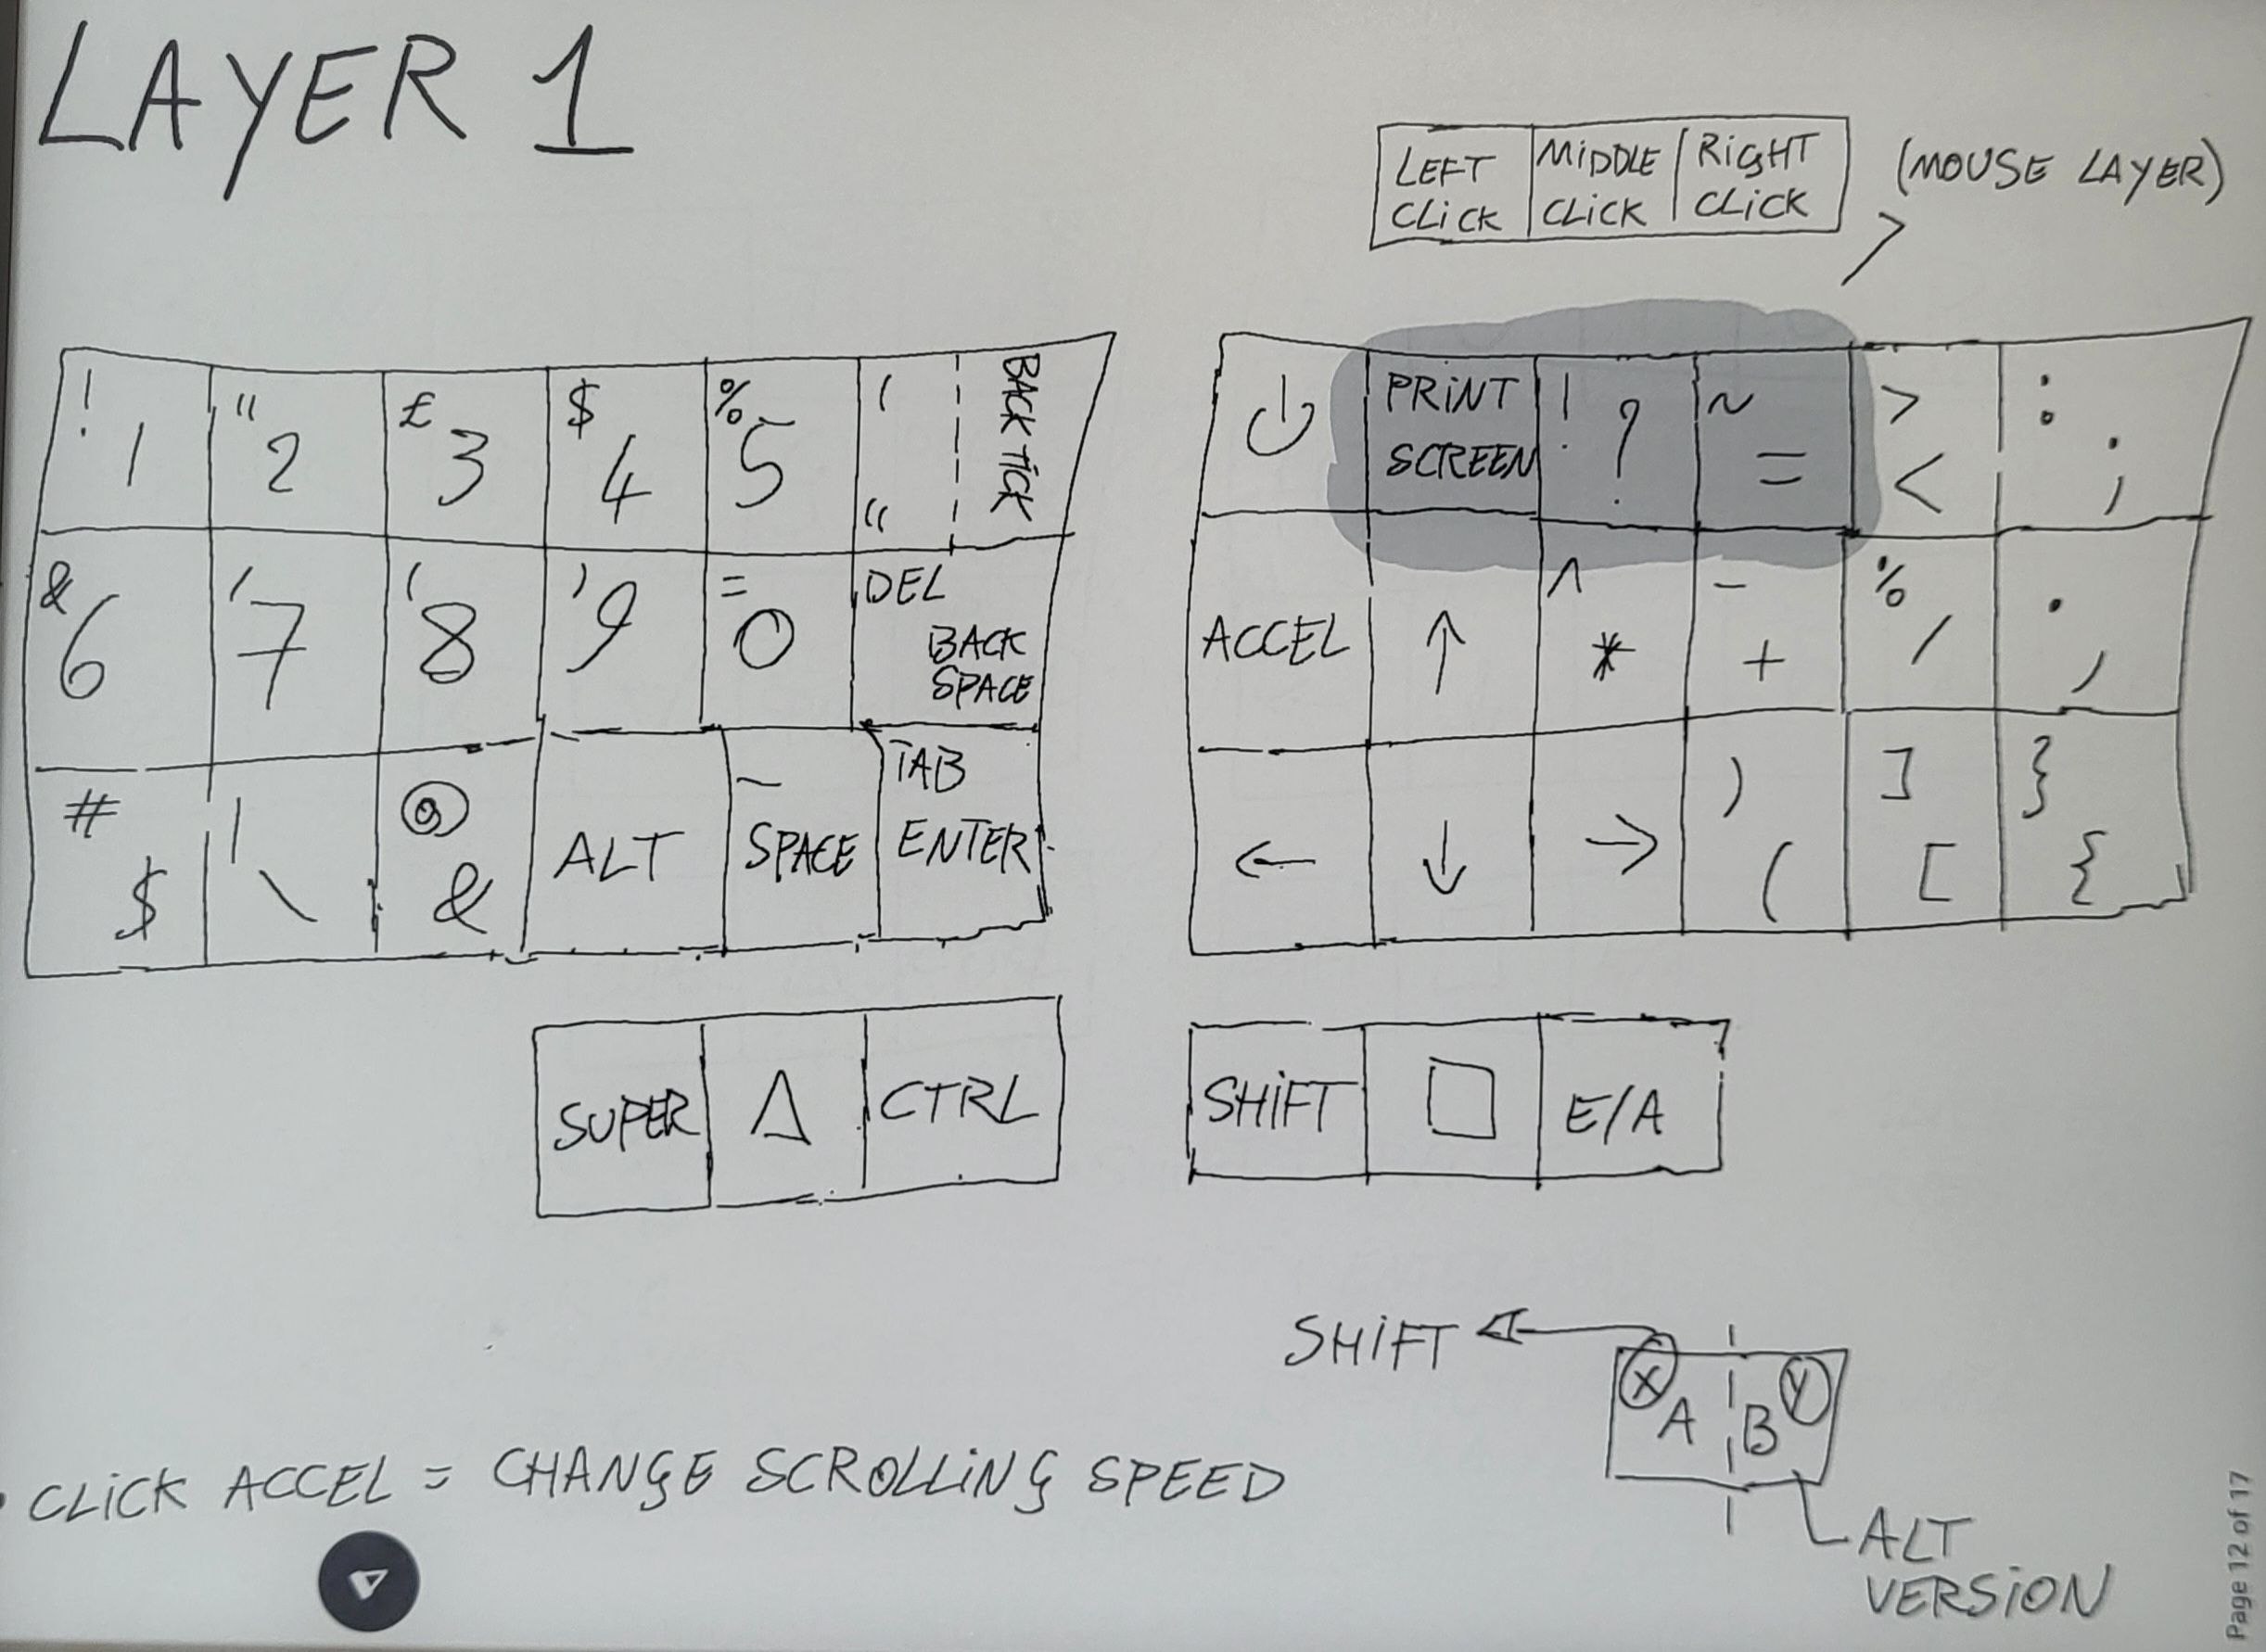 LAYER 1
LEFT CLiCK MiDDLE CLiCK RiGHT CLiCK (MOUSE LAYER)
! 1 " 2 £ 3 $ 4 % 5 ' " BACK TiCK
& 6 / 7 ( 8 ) 9 = 0 DEL BACK SPACE
# $ | \ @ & ALT _ SPACE TAB ENTER
SUPER Δ CTRL
⏻ PRiNT SCREEN ! ? ~ = > < : ;
ACCEL ↑ ^ * - + % / . ,
← ↓ → ) ( ] [ } {
SHiFT □ E/A
SHiFT
X A B Y
ALT
VERSiON
• CLiCK ACCEL = CHANGE SCROLLiNG SPEED
Page 12 of 17